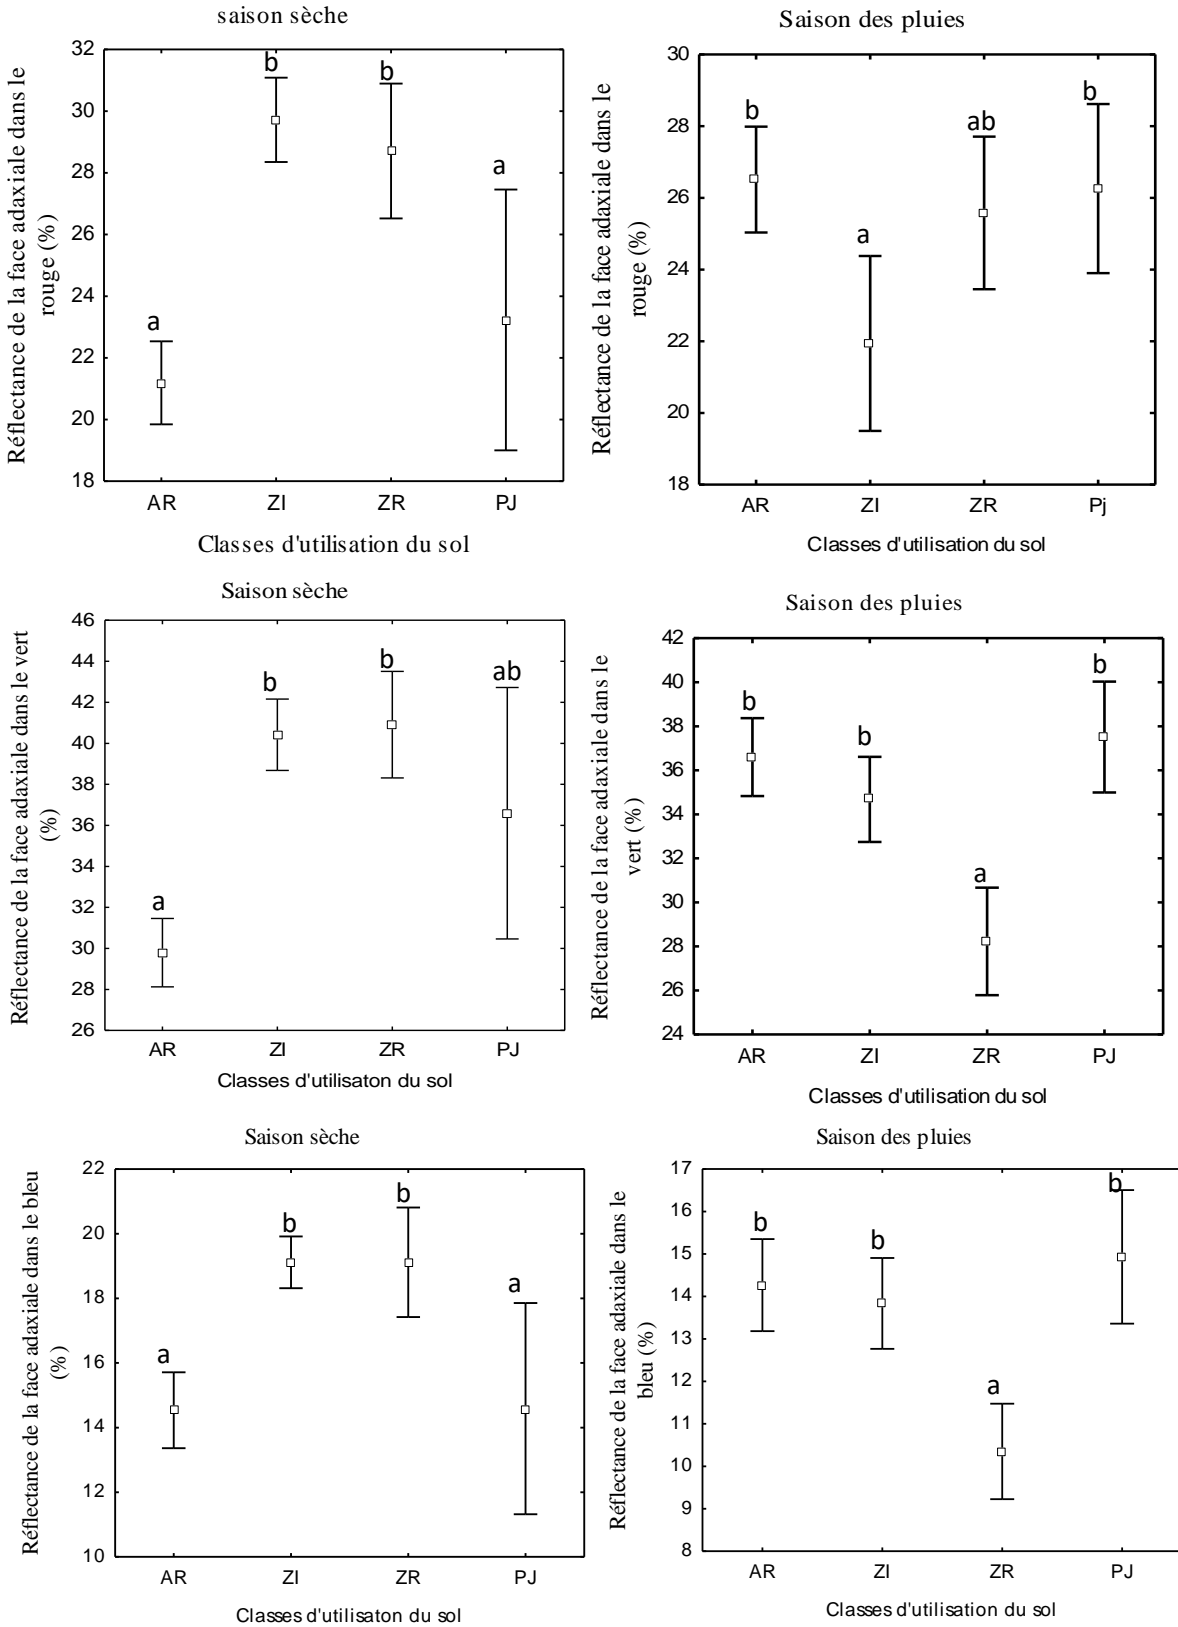 saison sèche
Réflectance de la face adaxiale dans le
rouge (%)
32
30
28
26
24
22
20
18
a
b
b
a
AR ZI ZR PJ
Classes d'utilisation du sol
Saison des pluies
Réflectance de la face adaxiale dans le
rouge (%)
30
28
26
24
22
20
18
b
a
ab
b
AR ZI ZR Pj
Classes d'utilisation du sol
Saison sèche
Réflectance de la face adaxiale dans le vert
(%)
46
44
42
40
38
36
34
32
30
28
26
a
b
b
ab
AR ZI ZR PJ
Classes d'utilisaton du sol
Saison des pluies
Réflectance de la face adaxiale dans le
vert (%)
42
40
38
36
34
32
30
28
26
24
b
b
a
b
AR ZI ZR PJ
Classes d'utilisation du sol
Saison sèche
Réflectance de la face adaxiale dans le bleu
(%)
22
20
18
16
14
12
10
a
b
b
a
AR ZI ZR PJ
Classes d'utilisaton du sol
Saison des pluies
Réflectance de la face adaxiale dans le
bleu (%)
17
16
15
14
13
12
11
10
9
8
b
b
a
b
AR ZI ZR PJ
Classes d'utilisation du sol